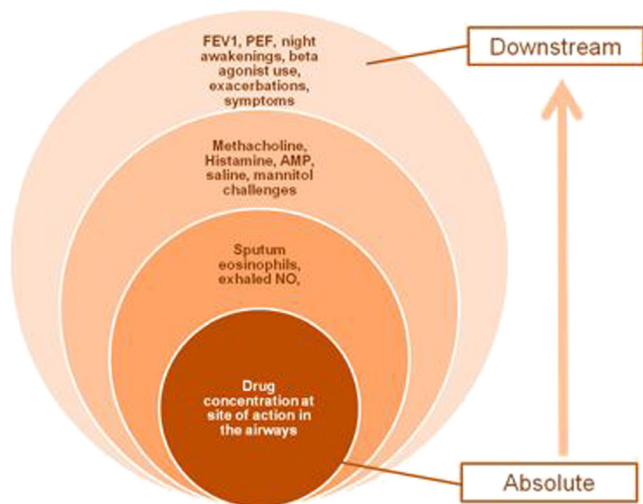 FEV1, PEF, night
awakenings, beta
agonist use,
exacerbations,
symptoms
Downstream
Methacholine,
Histamine, AMP,
saline, mannitol
challenges
Sputum
eosinophils,
exhaled NO,
Drug
concentration at
site of action in
the airways
Absolute